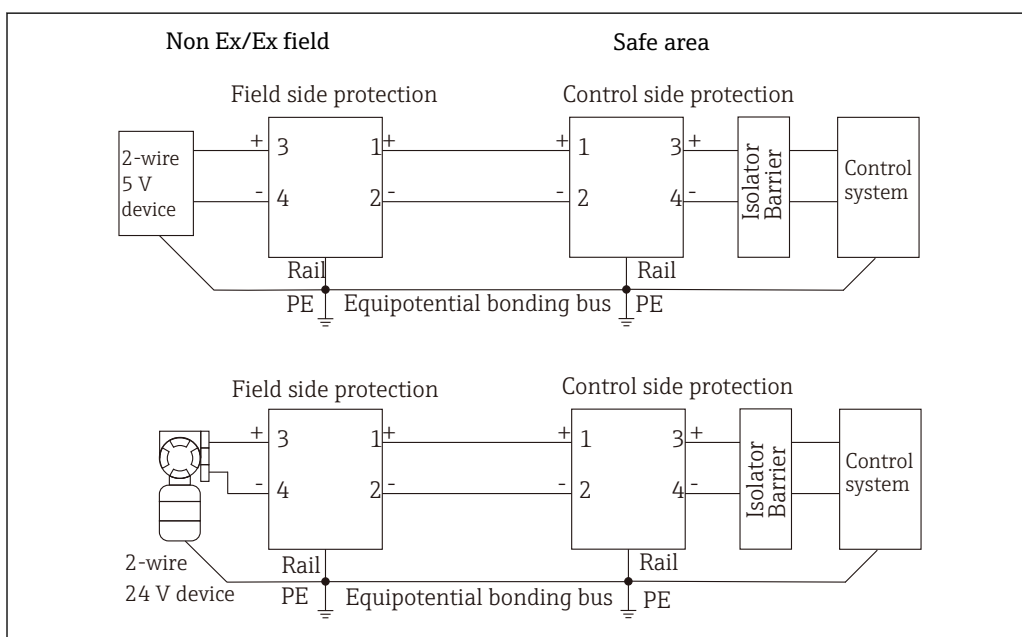 Non Ex/Ex field
Safe area
Field side protection
Control side protection
2-wire
5 V
device
+ 3
1 +
+ 1
3 +
- 4
2 -
- 2
4 -
Isolator
Barrier
Control
system
Rail
Rail
PE
Equipotential bonding bus
PE
Field side protection
Control side protection
+ 3
1 +
+ 1
3 +
- 4
2 -
- 2
4 -
Isolator
Barrier
Control
system
2-wire
24 V device
Rail
Rail
PE
Equipotential bonding bus
PE